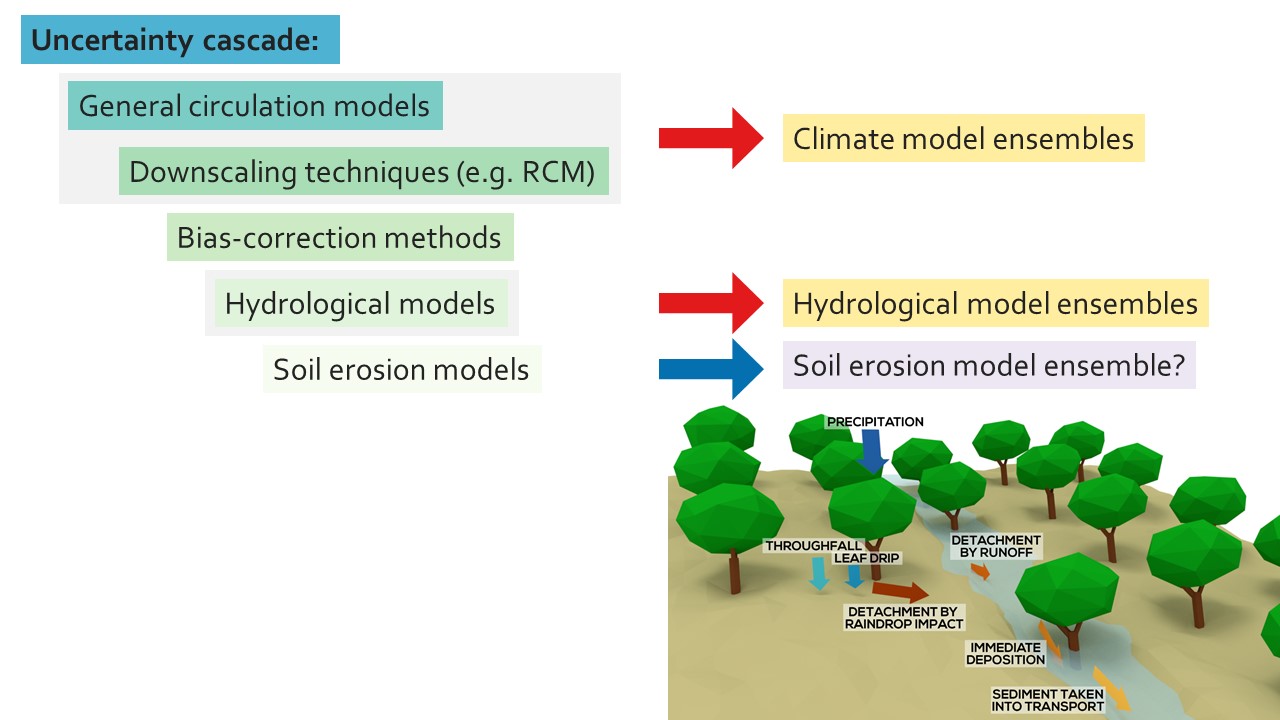 Uncertainty cascade:
General circulation models
Downscaling techniques (e.g. RCM)
Climate model ensembles
Bias-correction methods
Hydrological models
Hydrological model ensembles
Soil erosion models
Soil erosion model ensemble?
PRECIPITATION
THROUGHFALL
LEAF DRIP
DETACHMENT
BY RUNOFF
DETACHMENT BY
RAINDROP IMPACT
IMMEDIATE
DEPOSITION
SEDIMENT TAKEN
INTO TRANSPORT